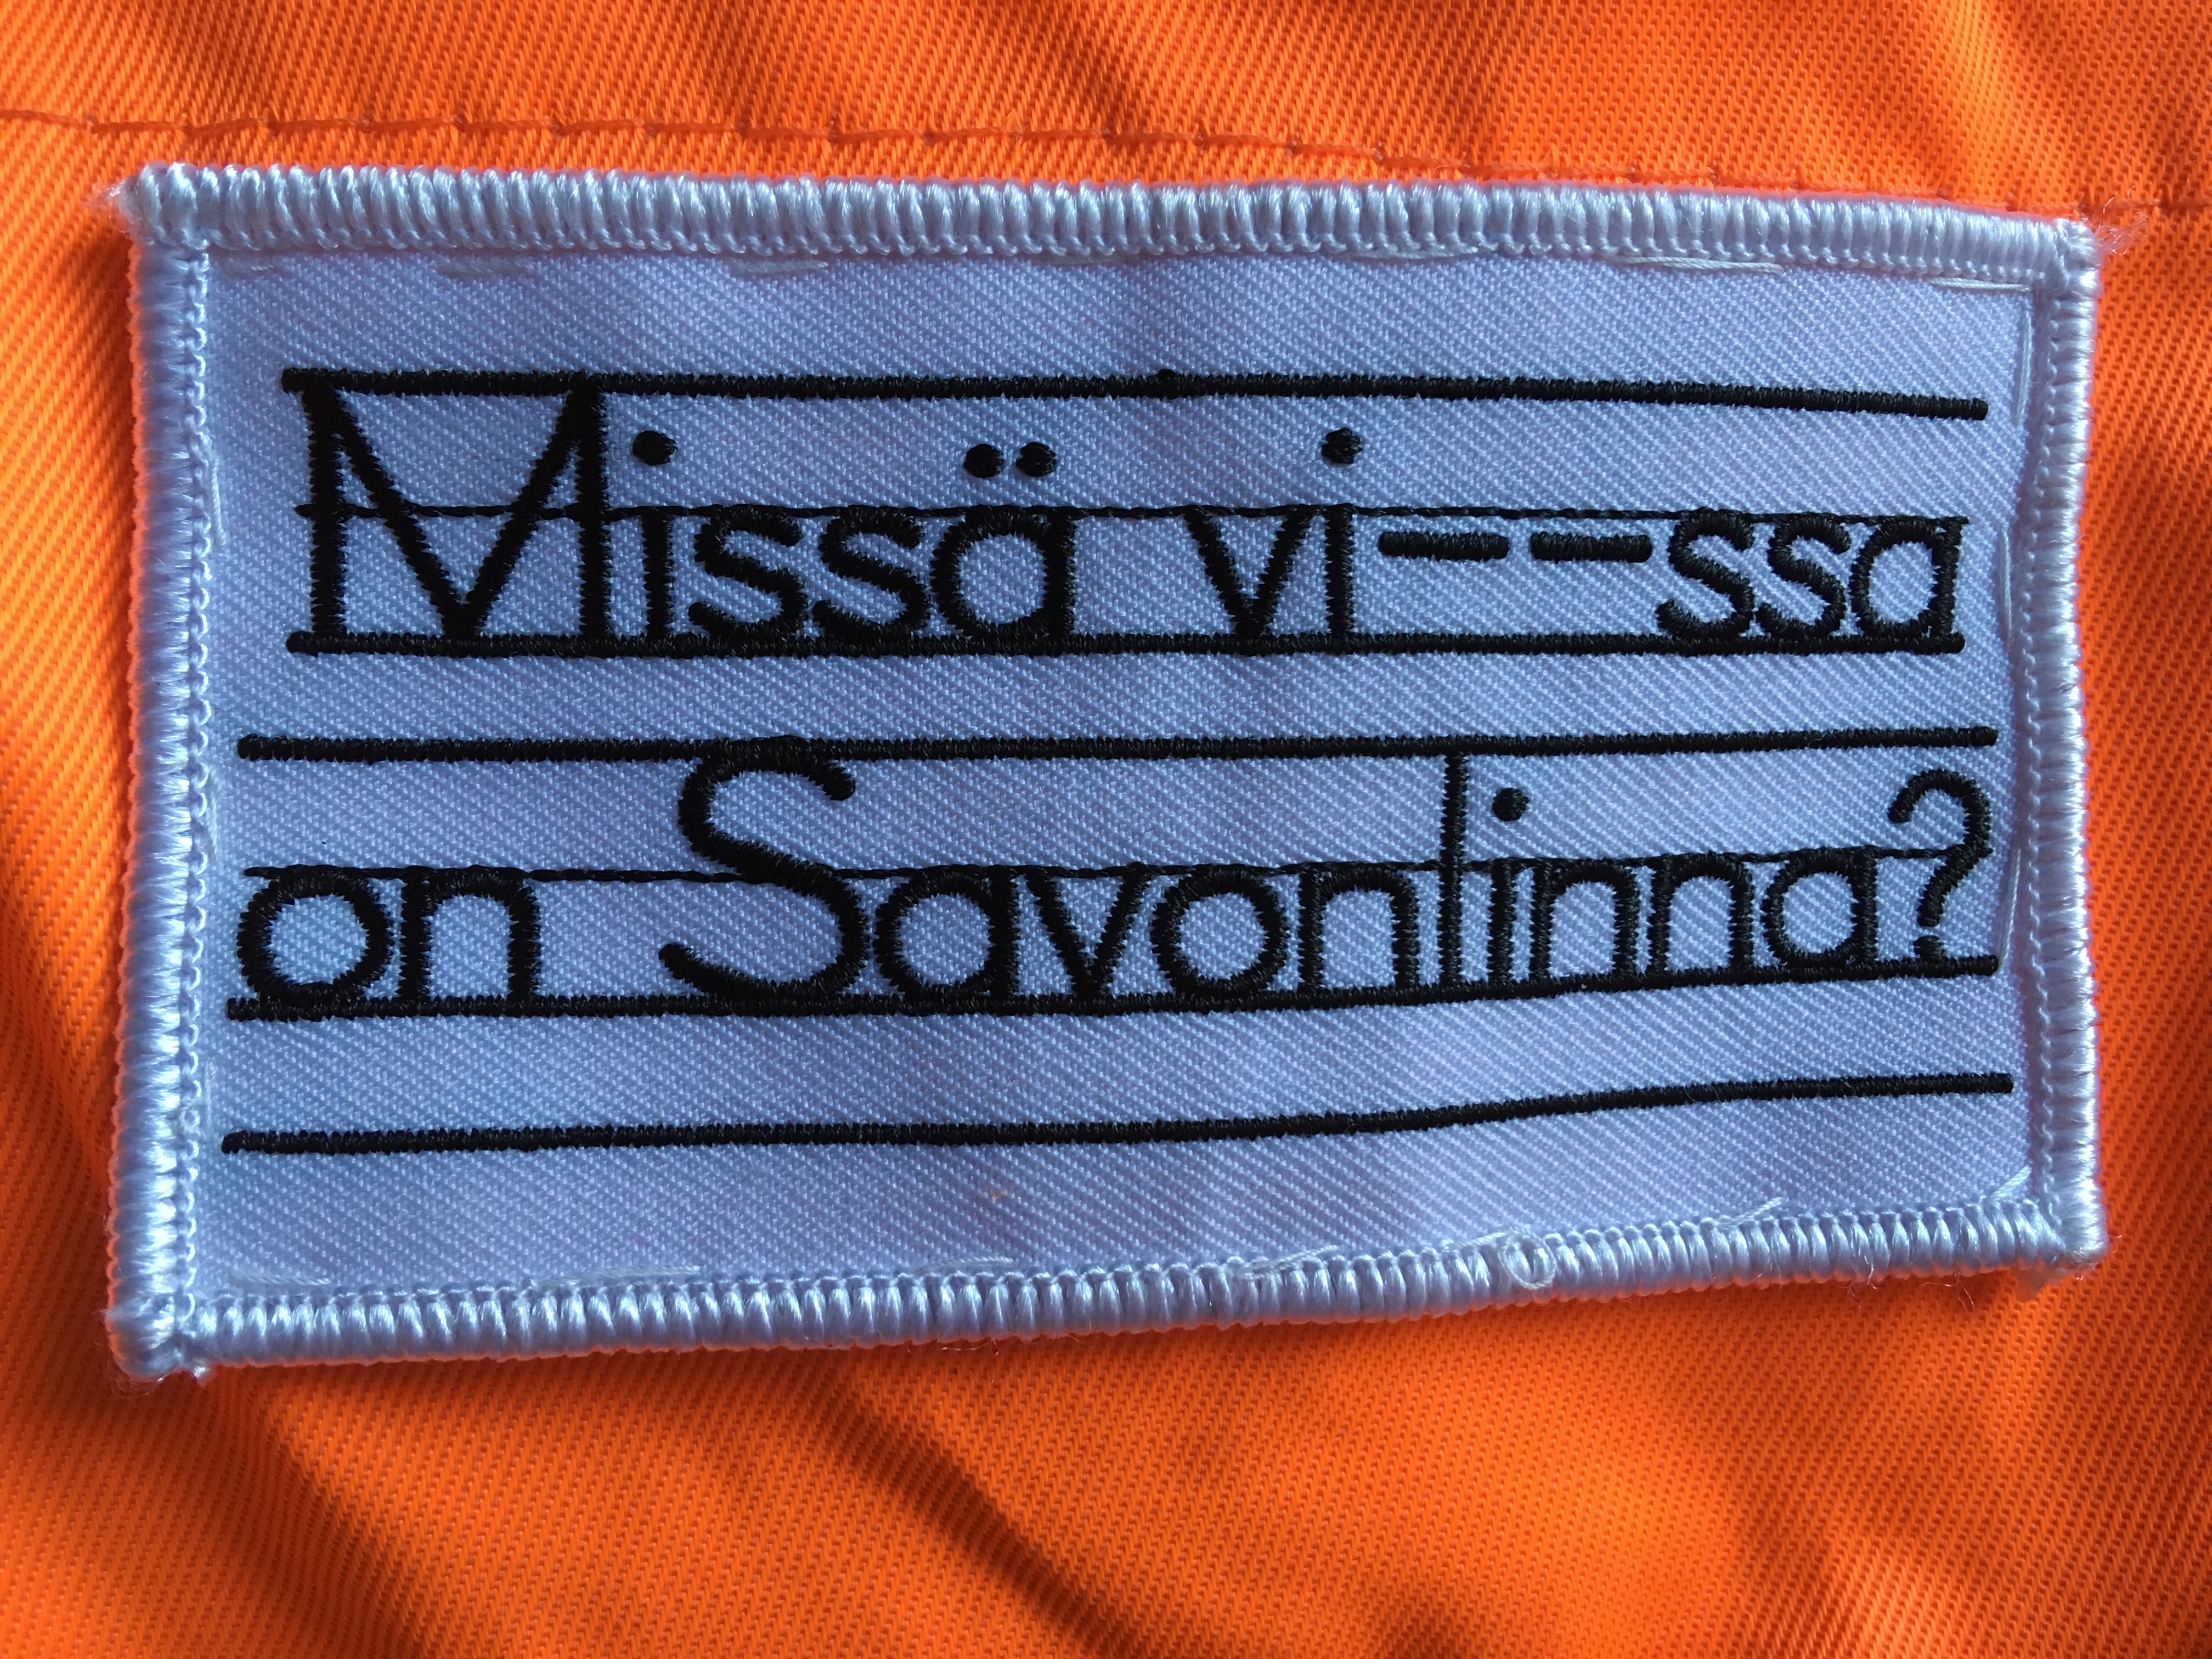 Missä vi--ssa
on Savonlinna?